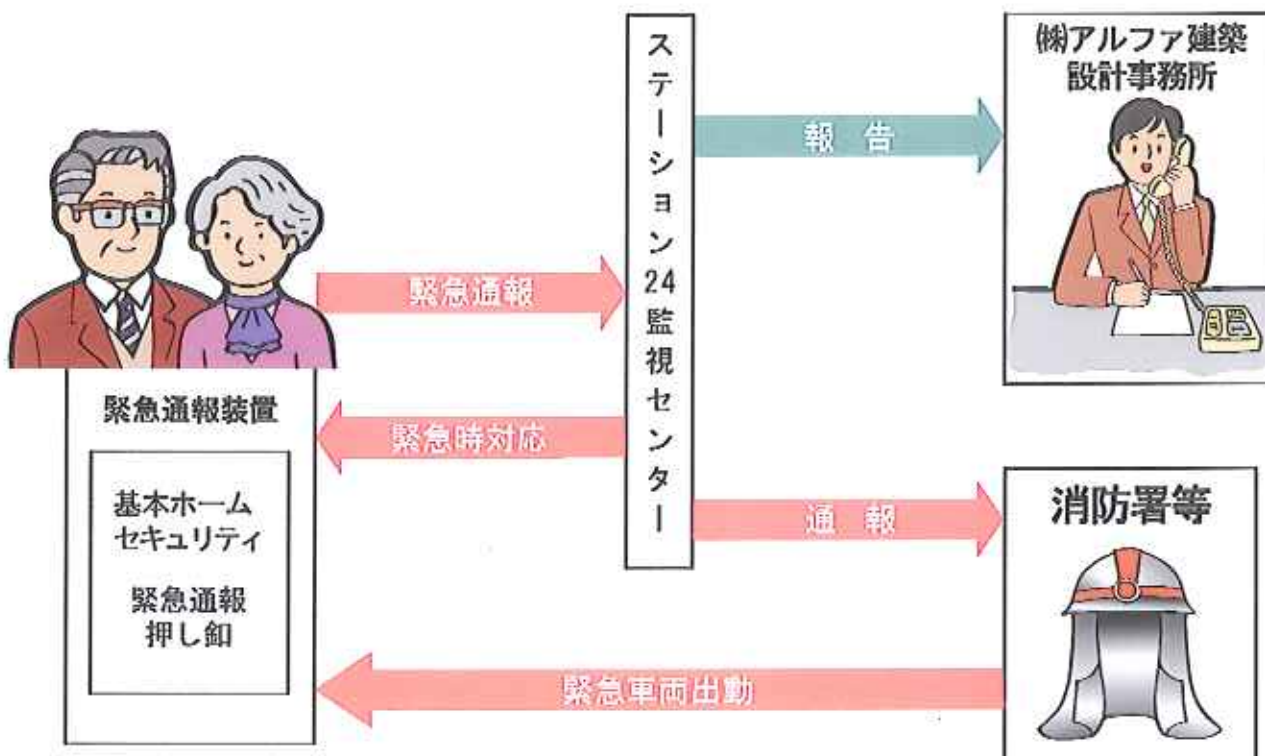 ステーション24監視センター
㈱アルファ建築
設計事務所
報告
緊急通報
緊急通報装置
緊急時対応
基本ホーム
セキュリティ
緊急通報
押し釦
通報
消防署等
緊急車両出動